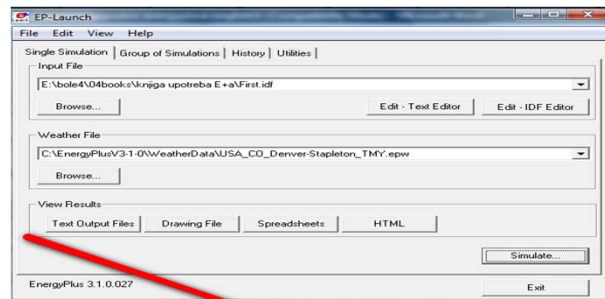 EP-Launch
File Edit View Help
Single Simulation | Group of Simulations | History | Utilities |
Input File
E:\bole4\04books\knjiga upotreba E+a\First.idf
Browse... Edit - Text Editor Edit - IDF Editor
Weather File
C:\EnergyPlusV3-1-0\WeatherData\USA_CO_Denver-Stapleton_TMY.epw
Browse...
View Results
Text Output Files Drawing File Spreadsheets HTML
Simulate...
EnergyPlus 3.1.0.027 Exit